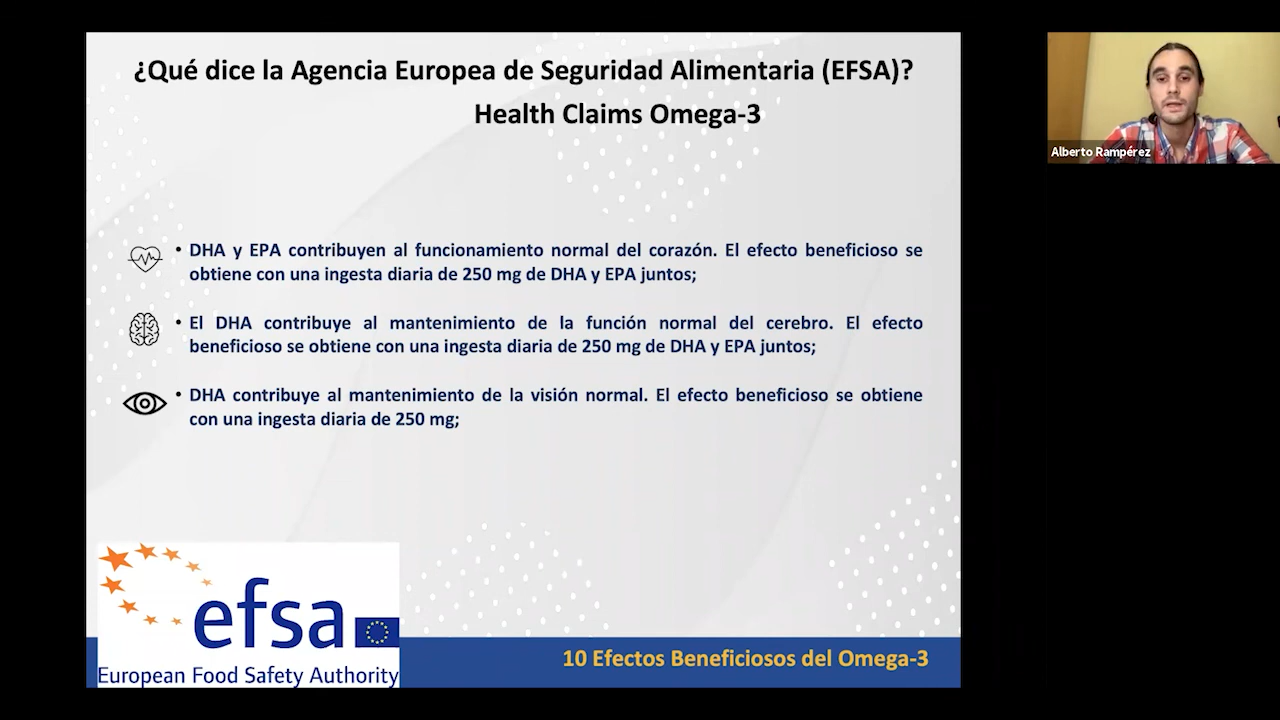 ¿Qué dice la Agencia Europea de Seguridad Alimentaria (EFSA)?
Health Claims Omega-3
Alberto Rampérez
• DHA y EPA contribuyen al funcionamiento normal del corazón. El efecto beneficioso se
obtiene con una ingesta diaria de 250 mg de DHA y EPA juntos;
• El DHA contribuye al mantenimiento de la función normal del cerebro. El efecto
beneficioso se obtiene con una ingesta diaria de 250 mg de DHA y EPA juntos;
• DHA contribuye al mantenimiento de la visión normal. El efecto beneficioso se obtiene
con una ingesta diaria de 250 mg;
efsa
European Food Safety Authority
10 Efectos Beneficiosos del Omega-3